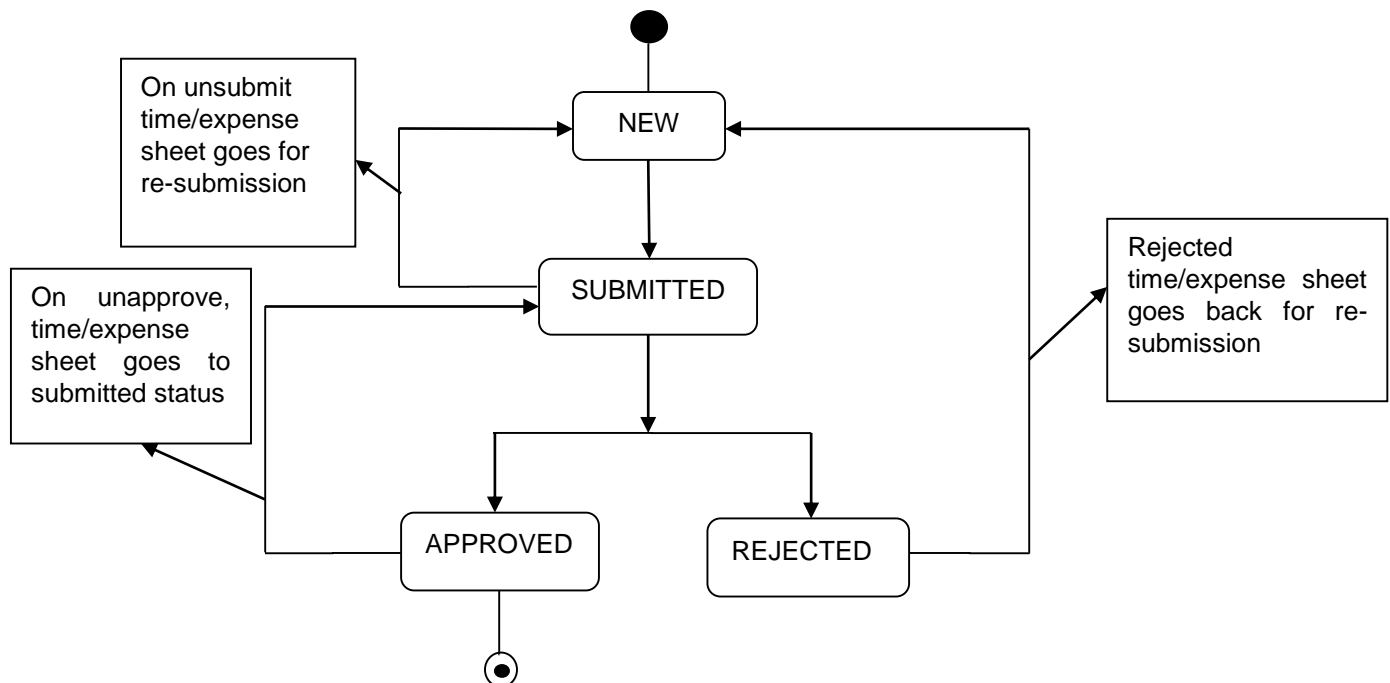 On unsubmit
time/expense
sheet goes for
re-submission
NEW
Rejected
time/expense sheet
goes back for re-
submission
SUBMITTED
On unapprove,
time/expense
sheet goes to
submitted status
APPROVED
REJECTED